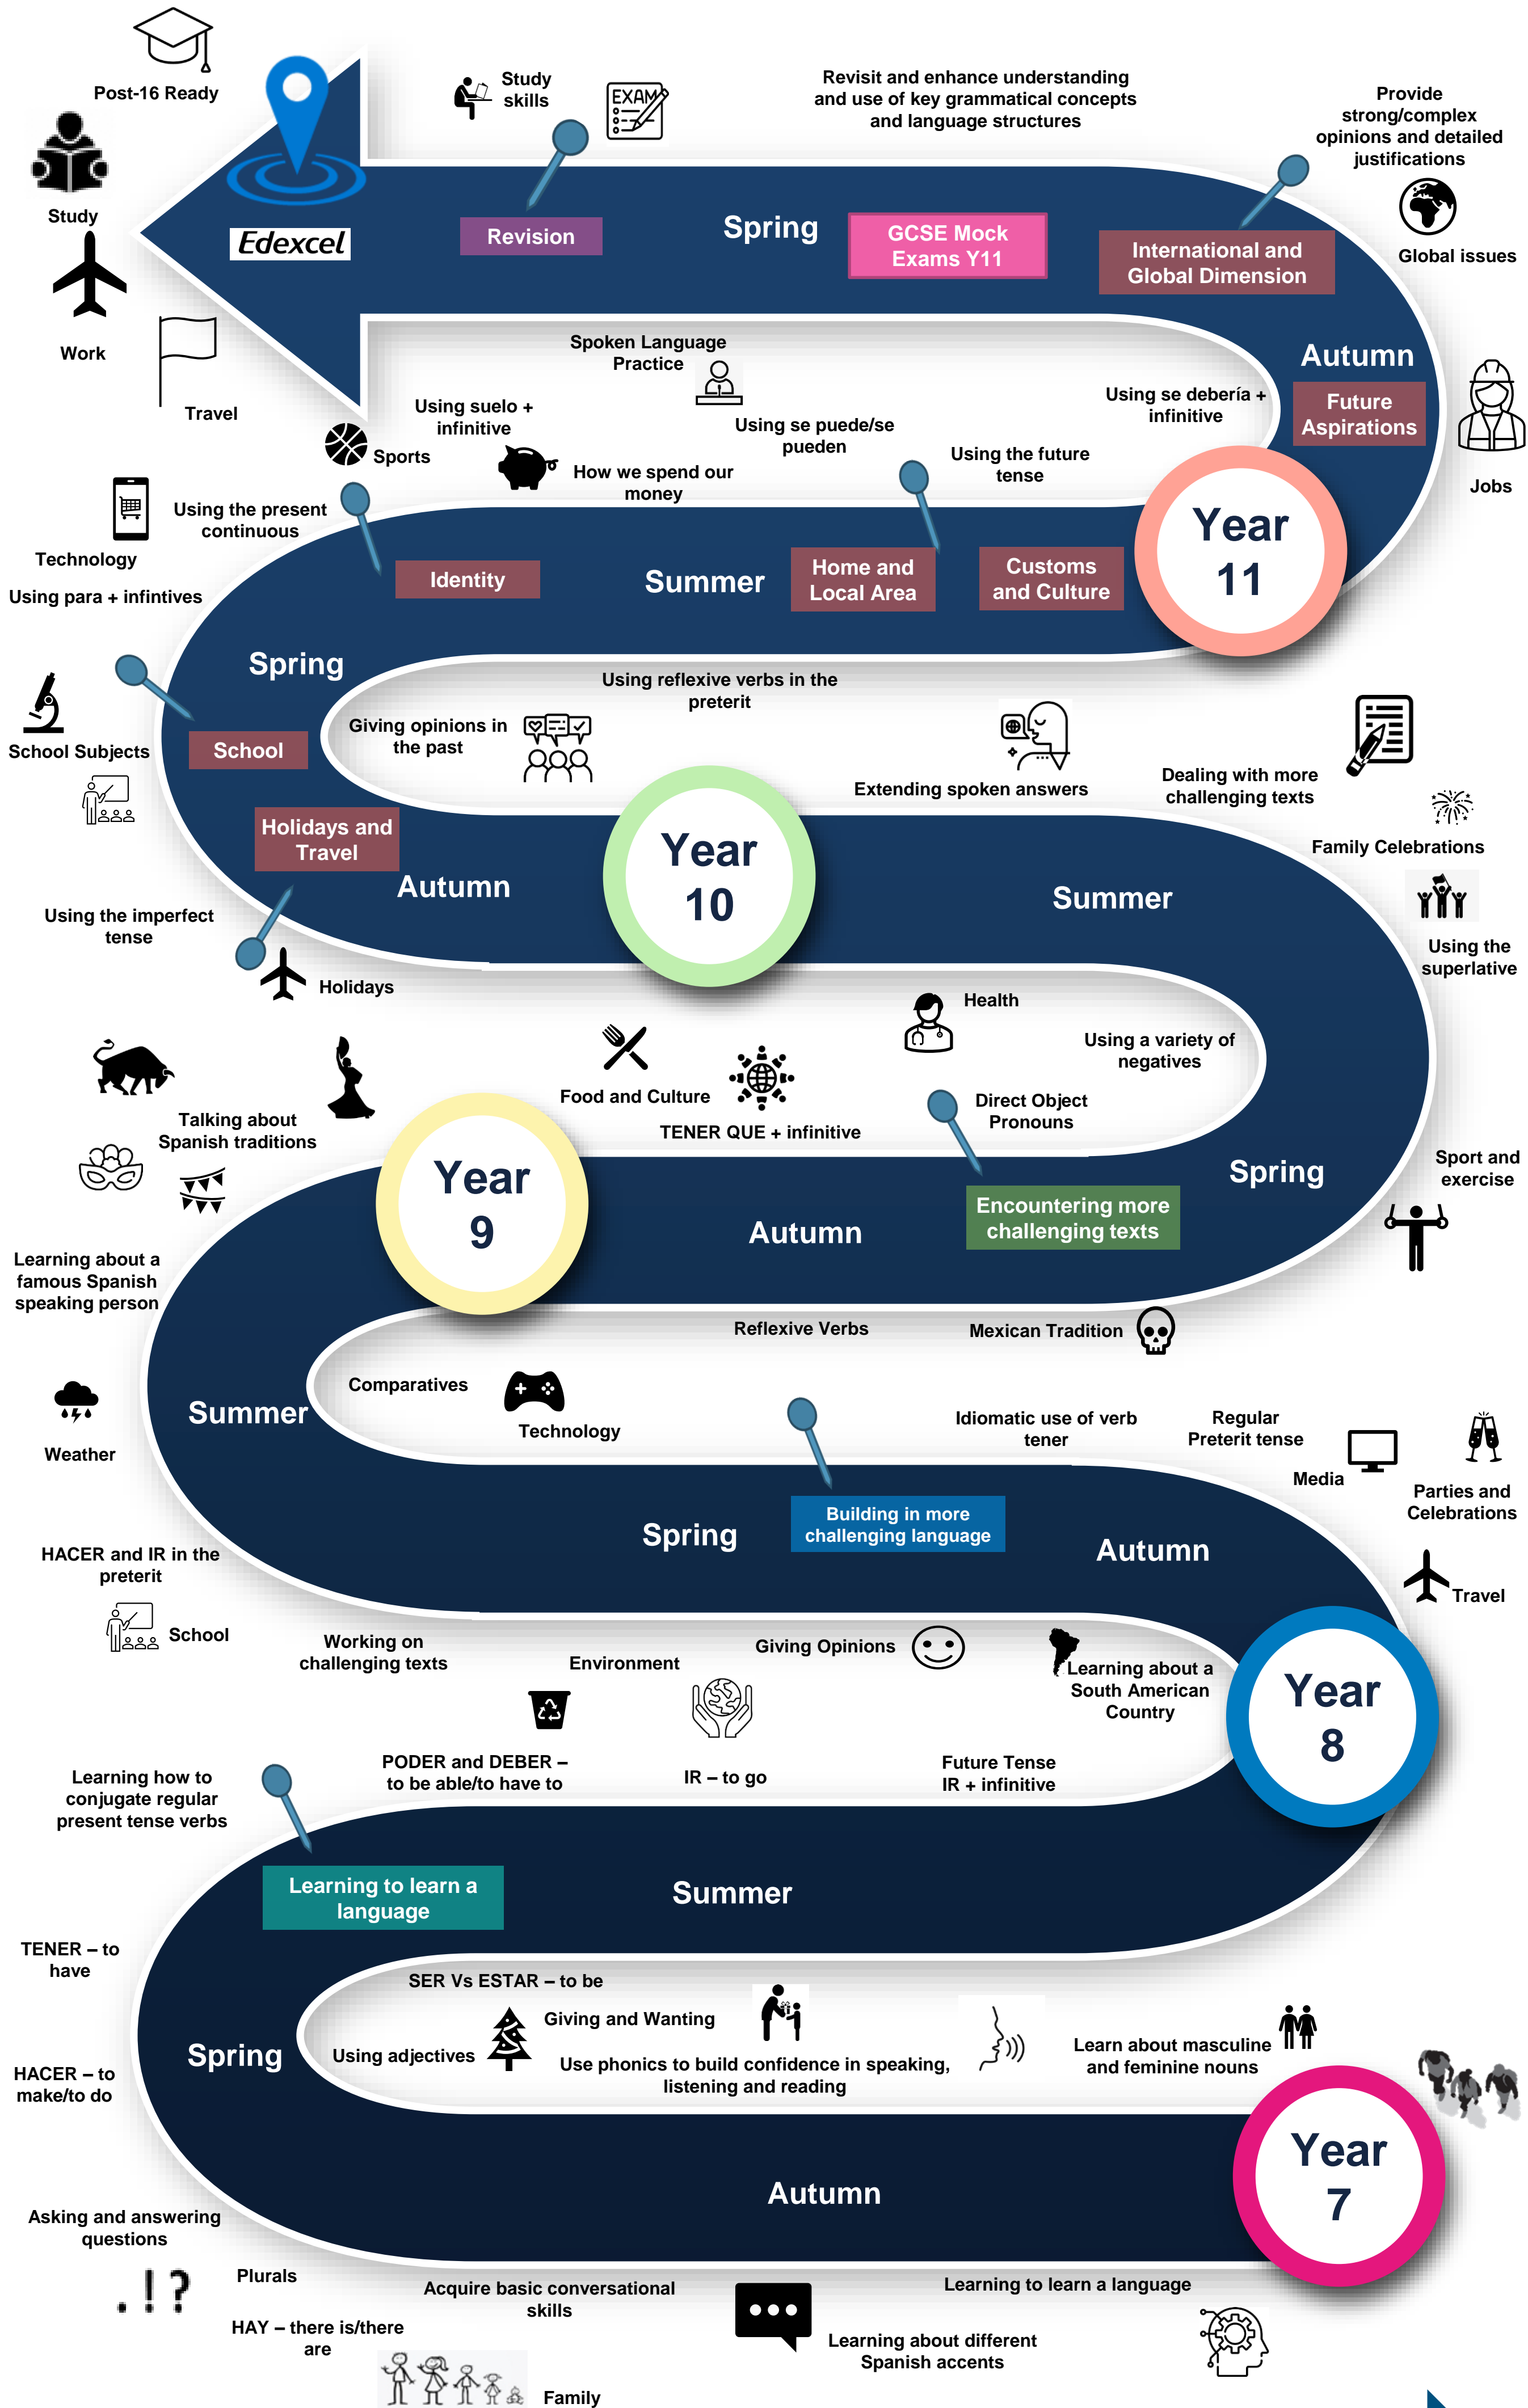 Post-16 Ready
Study
skills
EXAM
Revisit and enhance understanding
and use of key grammatical concepts
and language structures
Provide
strong/complex
opinions and detailed
justifications
Study
Edexcel
Revision
Spring
GCSE Mock
Exams Y11
International and
Global Dimension
Global issues
Work
Travel
Spoken Language
Practice
Autumn
Future
Aspirations
Jobs
Using suelo +
infinitive
Sports
How we spend our
money
Using se puede/se
pueden
Using the future
tense
Using se debería +
infinitive
Technology
Using the present
continuous
Using para + infintives
Identity
Summer
Home and
Local Area
Customs
and Culture
Year
11
Spring
School Subjects
School
Giving opinions in
the past
Using reflexive verbs in the
preterit
Extending spoken answers
Dealing with more
challenging texts
Family Celebrations
Holidays and
Travel
Autumn
Year
10
Summer
Using the imperfect
tense
Holidays
Using the
superlative
Health
Using a variety of
negatives
Food and Culture
TENER QUE + infinitive
Direct Object
Pronouns
Talking about
Spanish traditions
Year
9
Autumn
Encountering more
challenging texts
Spring
Sport and
exercise
Learning about a
famous Spanish
speaking person
Reflexive Verbs
Mexican Tradition
Comparatives
Technology
Summer
Weather
Idiomatic use of verb
tener
Regular
Preterit tense
Media
Parties and
Celebrations
Spring
Building in more
challenging language
Autumn
Travel
HACER and IR in the
preterit
School
Working on
challenging texts
Environment
Giving Opinions
Learning about a
South American
Country
Year
8
PODER and DEBER –
to be able/to have to
IR – to go
Future Tense
IR + infinitive
Learning how to
conjugate regular
present tense verbs
Learning to learn a
language
Summer
TENER – to
have
SER Vs ESTAR – to be
Giving and Wanting
Using adjectives
Use phonics to build confidence in speaking,
listening and reading
Learn about masculine
and feminine nouns
Spring
HACER – to
make/to do
Year
7
Autumn
Asking and answering
questions
.!?
Plurals
HAY – there is/there
are
Acquire basic conversational
skills
Learning to learn a language
Learning about different
Spanish accents
Family